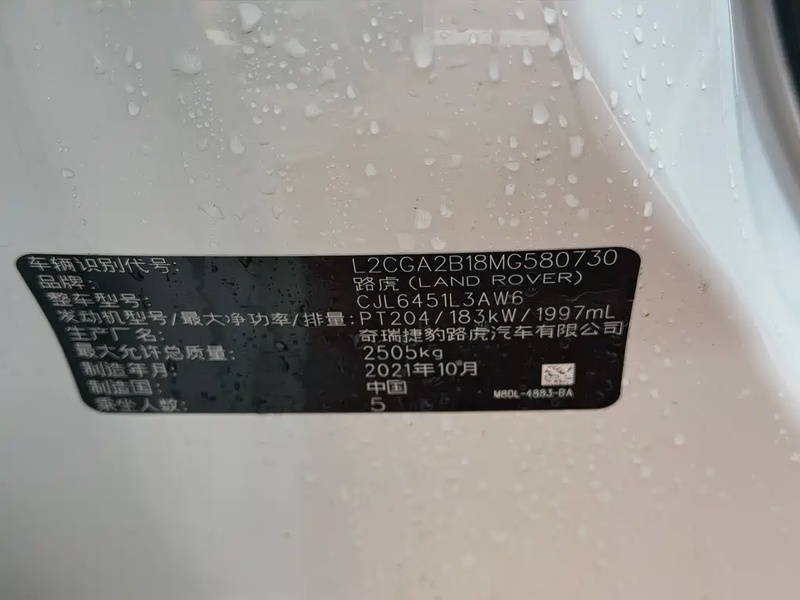 车辆识别代号: L2CGA2B18MG580730
品牌: 路虎(LAND ROVER)
整车型号: CJL6451L3AW6
发动机型号/最大净功率/排量: PT204/183kW/1997mL
生产厂名: 奇瑞捷豹路虎汽车有限公司
最大允许总质量: 2505kg
制造年月: 2021年10月
制造国: 中国
乘坐人数: 5
M8DL-4883-BA